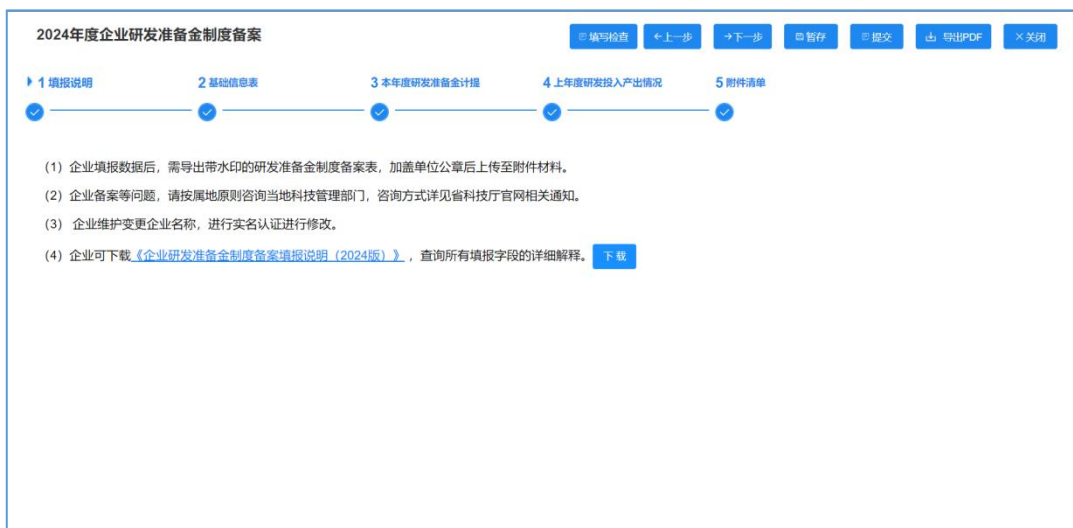 2024年度企业研发准备金制度备案
填写检查 ←上一步 →下一步 暂存 提交 导出PDF ×关闭
1 填报说明 2 基础信息表 3 本年度研发准备金计提 4 上年度研发投入产出情况 5 附件清单
（1）企业填报数据后，需导出带水印的研发准备金制度备案表，加盖单位公章后上传至附件材料。
（2）企业备案等问题，请按属地原则咨询当地科技管理部门，咨询方式详见省科技厅官网相关通知。
（3） 企业维护变更企业名称，进行实名认证进行修改。
（4）企业可下载《企业研发准备金制度备案填报说明（2024版）》，查询所有填报字段的详细解释。 下载